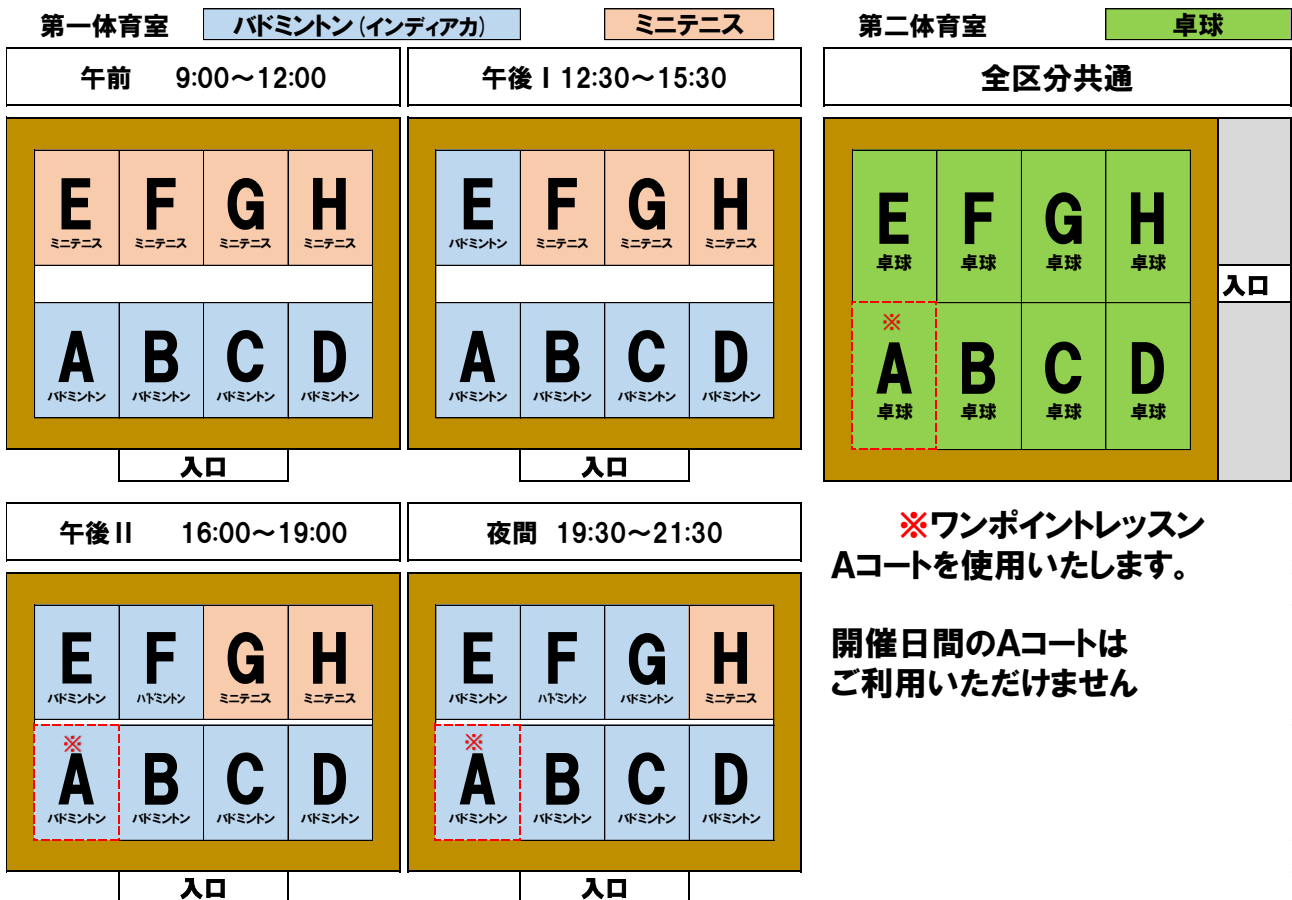 第一体育室 バドミントン(インディアカ) ミニテニス 第二体育室 卓球
午前 9:00～12:00
午後Ⅰ12:30～15:30
全区分共通
E F G H
ミニテニス ミニテニス ミニテニス ミニテニス
A B C D
バドミントン バドミントン バドミントン バドミントン
入口
E F G H
バドミントン ミニテニス ミニテニス ミニテニス
A B C D
バドミントン バドミントン バドミントン バドミントン
入口
E F G H
卓球 卓球 卓球 卓球
入口
※
A B C D
卓球 卓球 卓球 卓球
午後Ⅱ 16:00～19:00
夜間 19:30～21:30
E F G H
バドミントン バドミントン ミニテニス ミニテニス
※
A B C D
バドミントン バドミントン バドミントン バドミントン
入口
E F G H
バドミントン バドミントン バドミントン ミニテニス
※
A B C D
バドミントン バドミントン バドミントン バドミントン
入口
※ワンポイントレッスン
Aコートを使用いたします。
開催日間のAコートは
ご利用いただけません